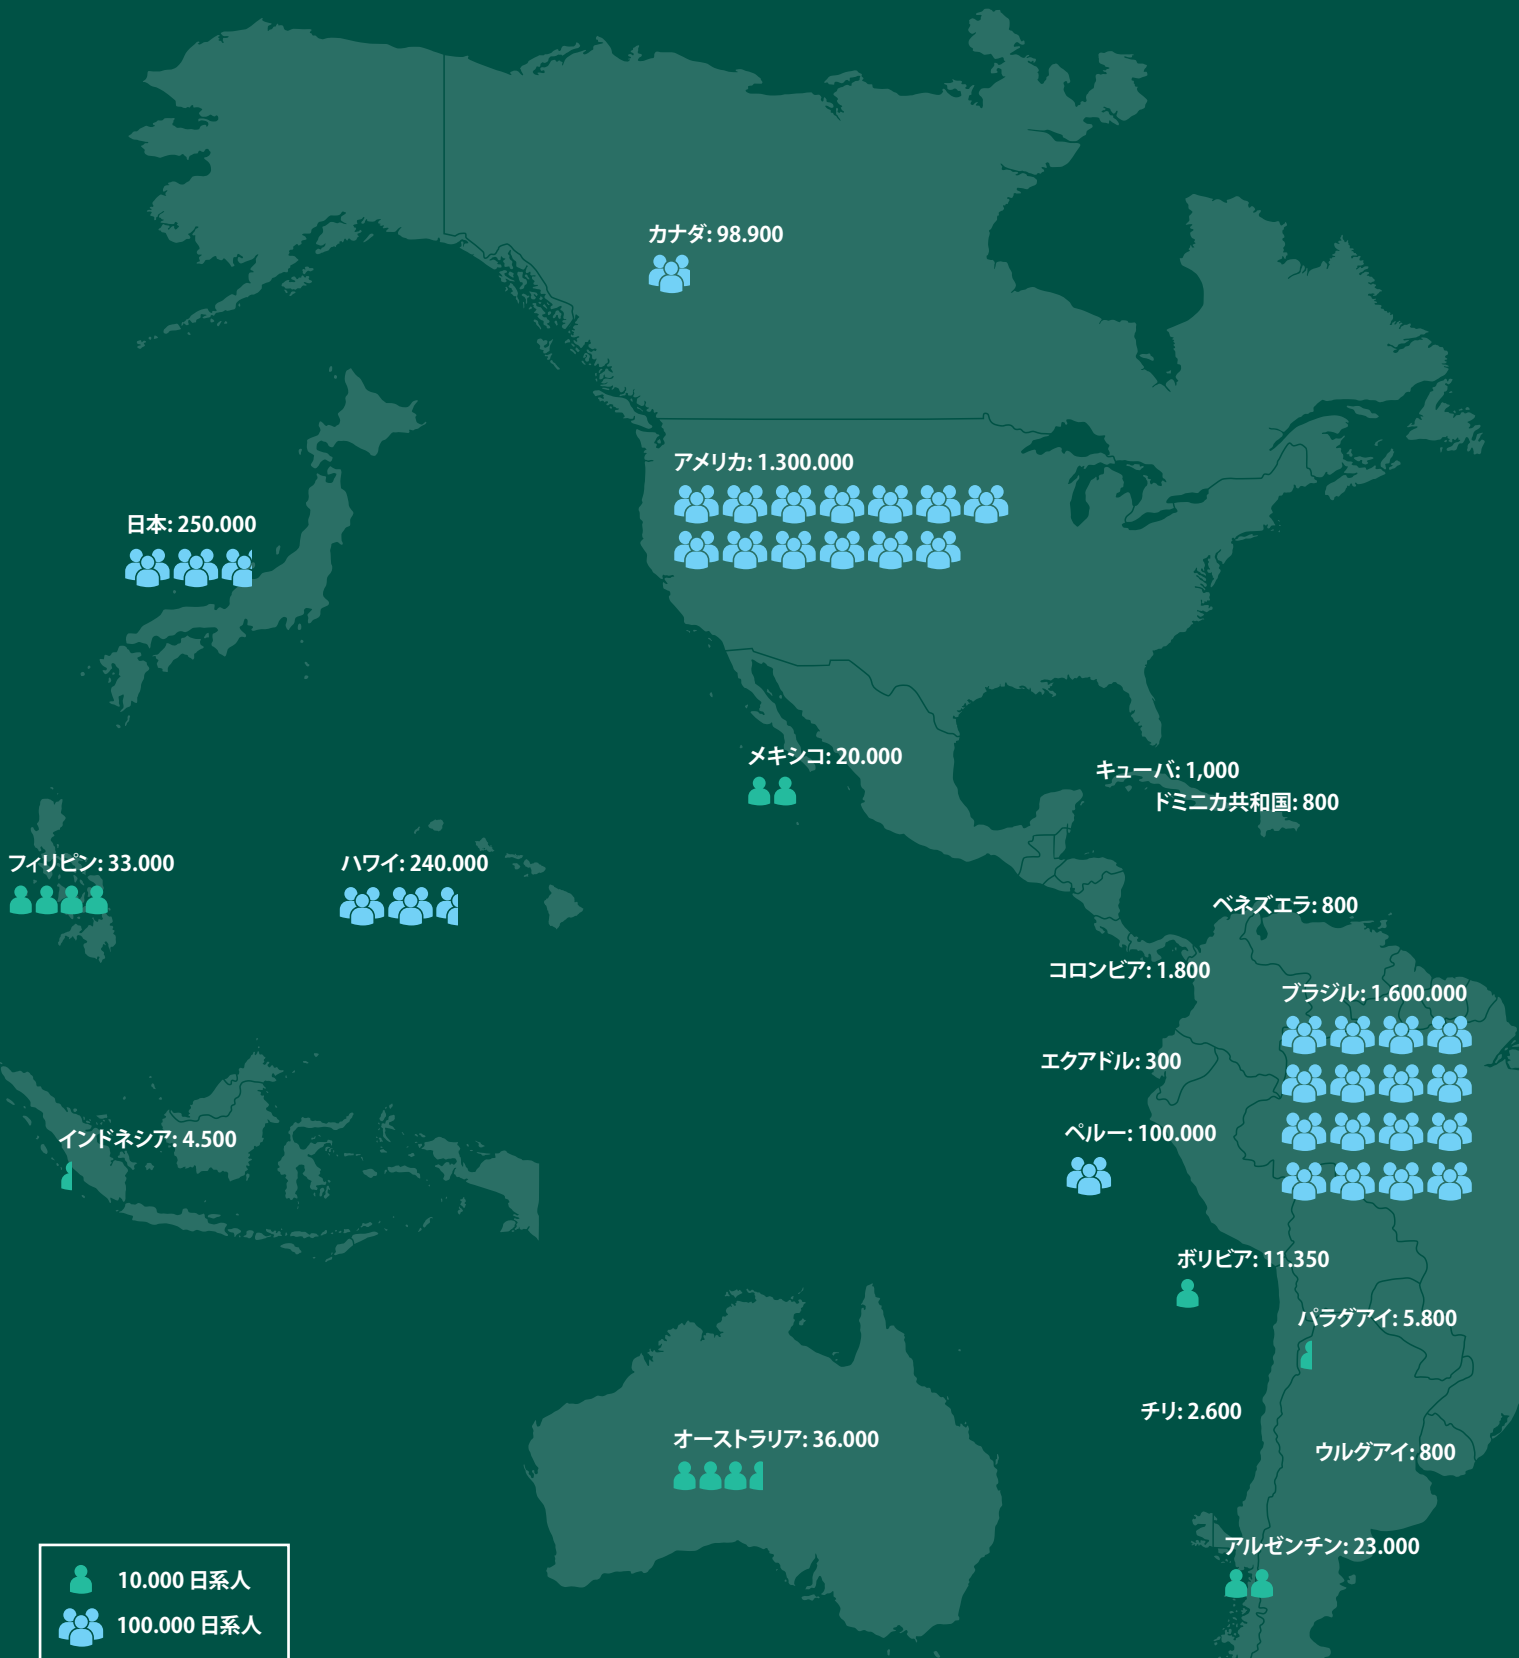 カナダ: 98.900
アメリカ: 1.300.000
日本: 250.000
メキシコ: 20.000
キューバ: 1,000
ドミニカ共和国: 800
フィリピン: 33.000
ハワイ: 240.000
ベネズエラ: 800
コロンビア: 1.800
ブラジル: 1.600.000
エクアドル: 300
ペルー: 100.000
インドネシア: 4.500
ボリビア: 11.350
パラグアイ: 5.800
チリ: 2.600
オーストラリア: 36.000
ウルグアイ: 800
アルゼンチン: 23.000
10.000 日系人
100.000 日系人